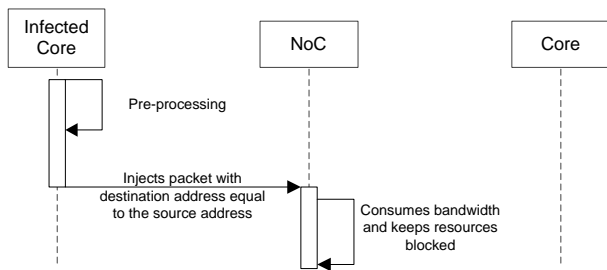 Infected
Core
NoC
Core
Pre-processing
Injects packet with
destination address equal
to the source address
Consumes bandwidth
and keeps resources
blocked